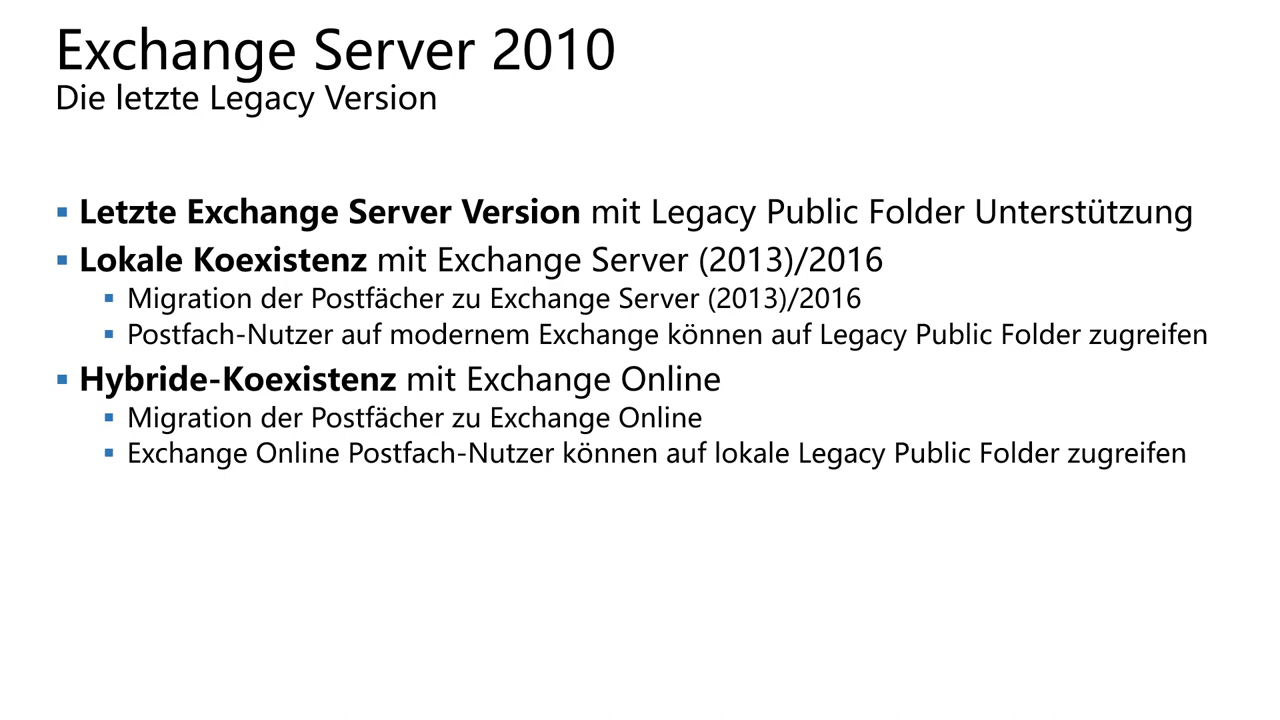 Exchange Server 2010
Die letzte Legacy Version
▪ Letzte Exchange Server Version mit Legacy Public Folder Unterstützung
▪ Lokale Koexistenz mit Exchange Server (2013)/2016
▪ Migration der Postfächer zu Exchange Server (2013)/2016
▪ Postfach-Nutzer auf modernem Exchange können auf Legacy Public Folder zugreifen
▪ Hybride-Koexistenz mit Exchange Online
▪ Migration der Postfächer zu Exchange Online
▪ Exchange Online Postfach-Nutzer können auf lokale Legacy Public Folder zugreifen